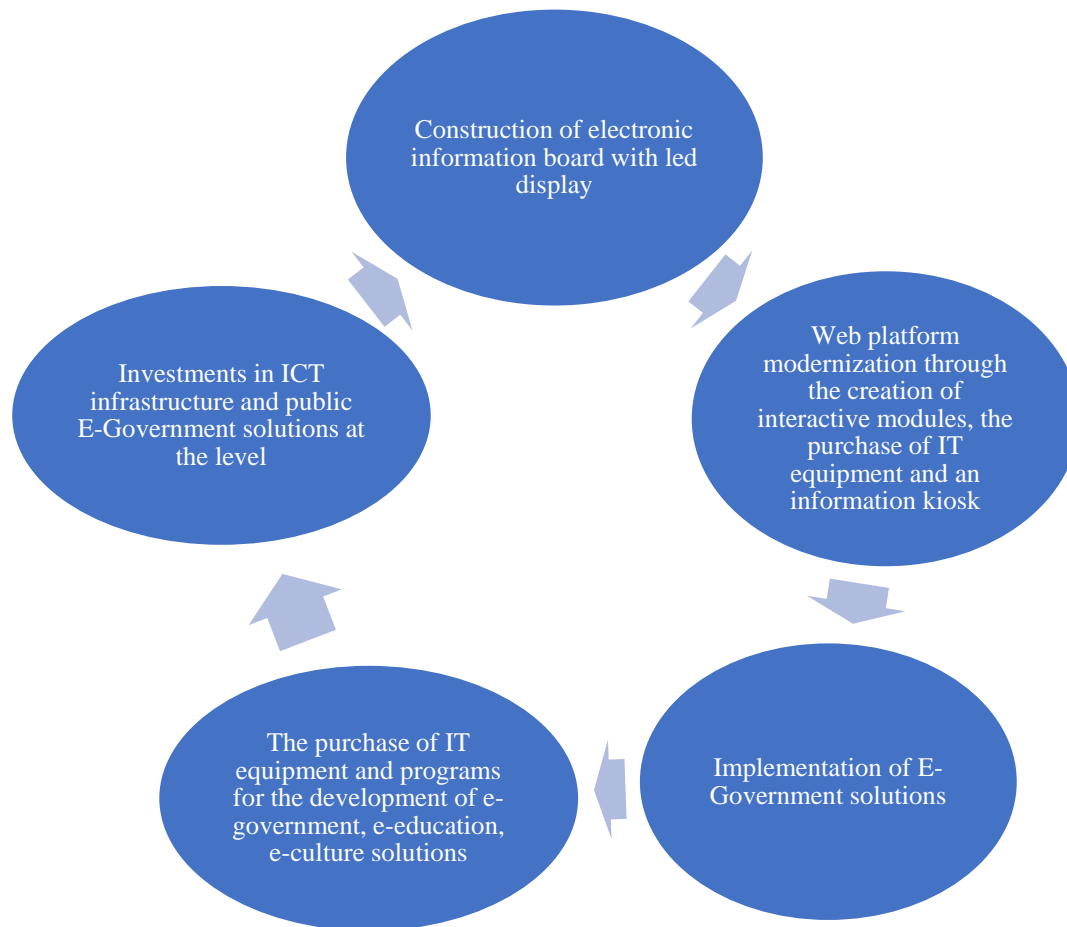 Construction of electronic
information board with led
display
Web platform
modernization through
the creation of
interactive modules, the
purchase of IT
equipment and an
information kiosk
Implementation of E-
Government solutions
The purchase of IT
equipment and programs
for the development of e-
government, e-education,
e-culture solutions
Investments in ICT
infrastructure and public
E-Government solutions at
the level